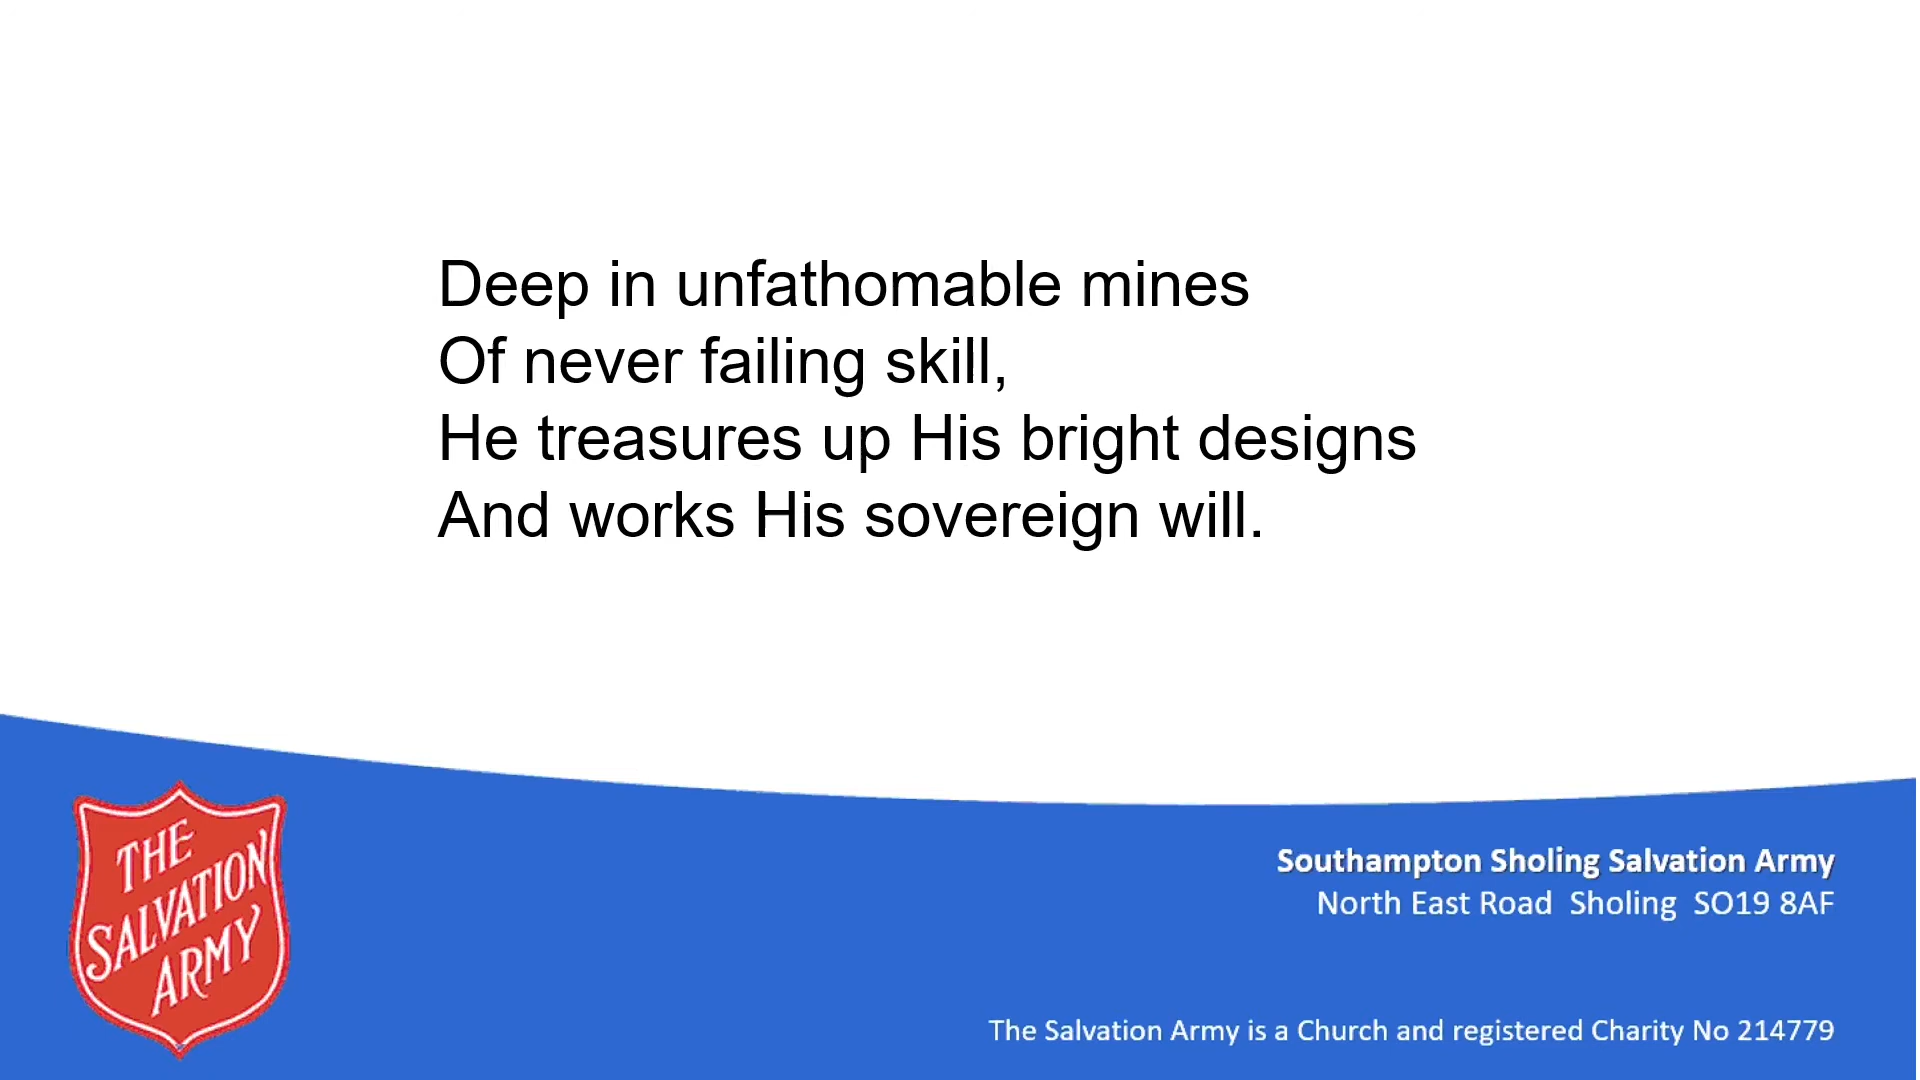 Deep in unfathomable mines
Of never failing skill,
He treasures up His bright designs
And works His sovereign will.
THE
SALVATION
ARMY
Southampton Sholing Salvation Army
North East Road  Sholing  SO19 8AF
The Salvation Army is a Church and registered Charity No 214779